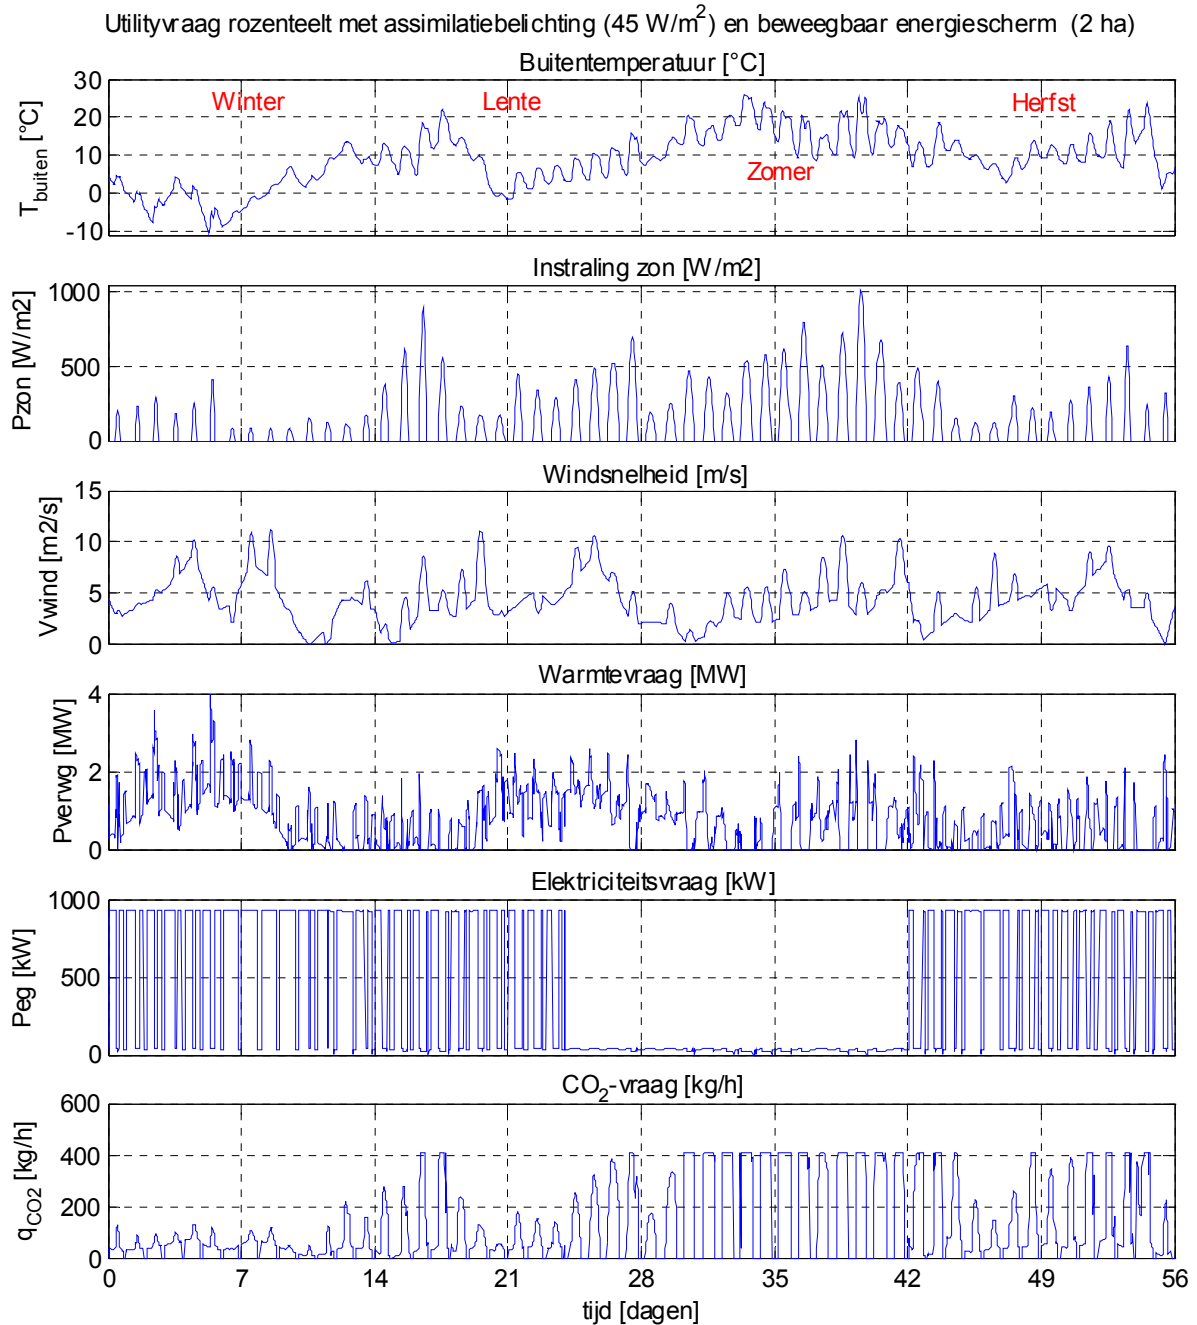 Utilityvraag rozenteelt met assimilatiebelichting (45 W/m²) en beweegbaar energiescherm (2 ha)
Buitentemperatuur [°C]
T_buiten [°C]
30
20
10
0
-10
Winter
Lente
Zomer
Herfst
Instraling zon [W/m2]
Pzon [W/m2]
1000
500
0
Windsnelheid [m/s]
Vwind [m2/s]
15
10
5
0
Warmtevraag [MW]
Pverwg [MW]
4
2
0
Elektriciteitsvraag [kW]
Peg [kW]
1000
500
0
CO₂-vraag [kg/h]
q_CO2 [kg/h]
600
400
200
0
0 7 14 21 28 35 42 49 56
tijd [dagen]